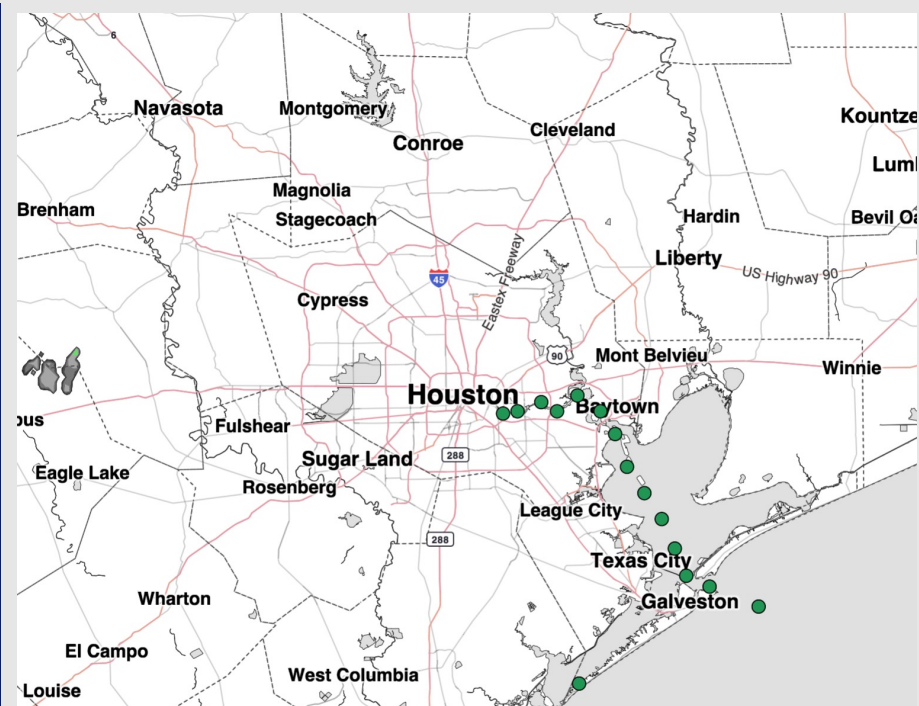 6
Navasota
Montgomery
Kountze
Cleveland
Conroe
Lum
Magnolia
Brenham
Stagecoach
Hardin
Bevil Oa
Eastex Freeway
Liberty
US Highway 90
45
Cypress
90
Mont Belvieu
Winnie
Houston
Baytown
ous
Fulshear
288
Sugar Land
Eagle Lake
Rosenberg
League City
288
Texas City
Wharton
Galveston
El Campo
West Columbia
Louise